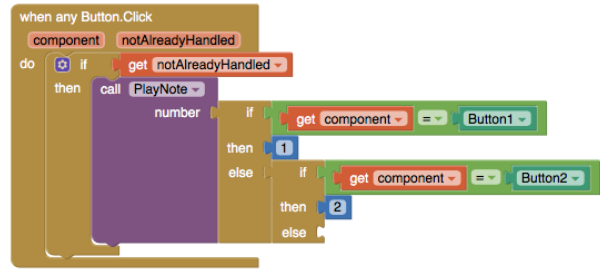 when any Button.Click
component notAlreadyHandled
do if get notAlreadyHandled
then call PlayNote
number if get component = Button1
then 1
else if get component = Button2
then 2
else